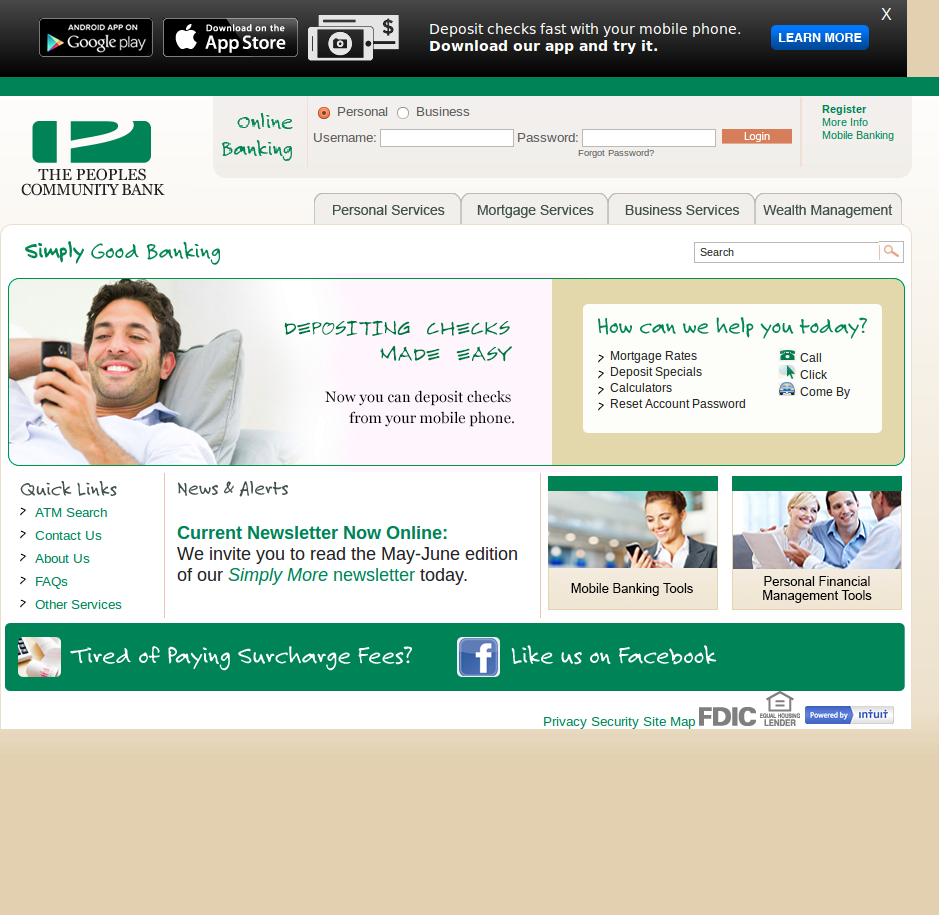 ANDROID APP ON
Google play
Download on the
App Store
$
Deposit checks fast with your mobile phone.
Download our app and try it.
LEARN MORE
X
Online
Banking
Personal
Business
Username:
Password:
Login
Forgot Password?
Register
More Info
Mobile Banking
P
THE PEOPLES
COMMUNITY BANK
Personal Services
Mortgage Services
Business Services
Wealth Management
Simply Good Banking
Search
DEPOSITING CHECKS
MADE EASY
Now you can deposit checks
from your mobile phone.
How can we help you today?
Mortgage Rates
Deposit Specials
Calculators
Reset Account Password
Call
Click
Come By
Quick Links
ATM Search
Contact Us
About Us
FAQs
Other Services
News & Alerts
Current Newsletter Now Online:
We invite you to read the May-June edition
of our Simply More newsletter today.
Mobile Banking Tools
Personal Financial
Management Tools
Tired of Paying Surcharge Fees?
f
Like us on Facebook
Privacy Security Site Map
FDIC
EQUAL HOUSING
LENDER
Powered by
intuit